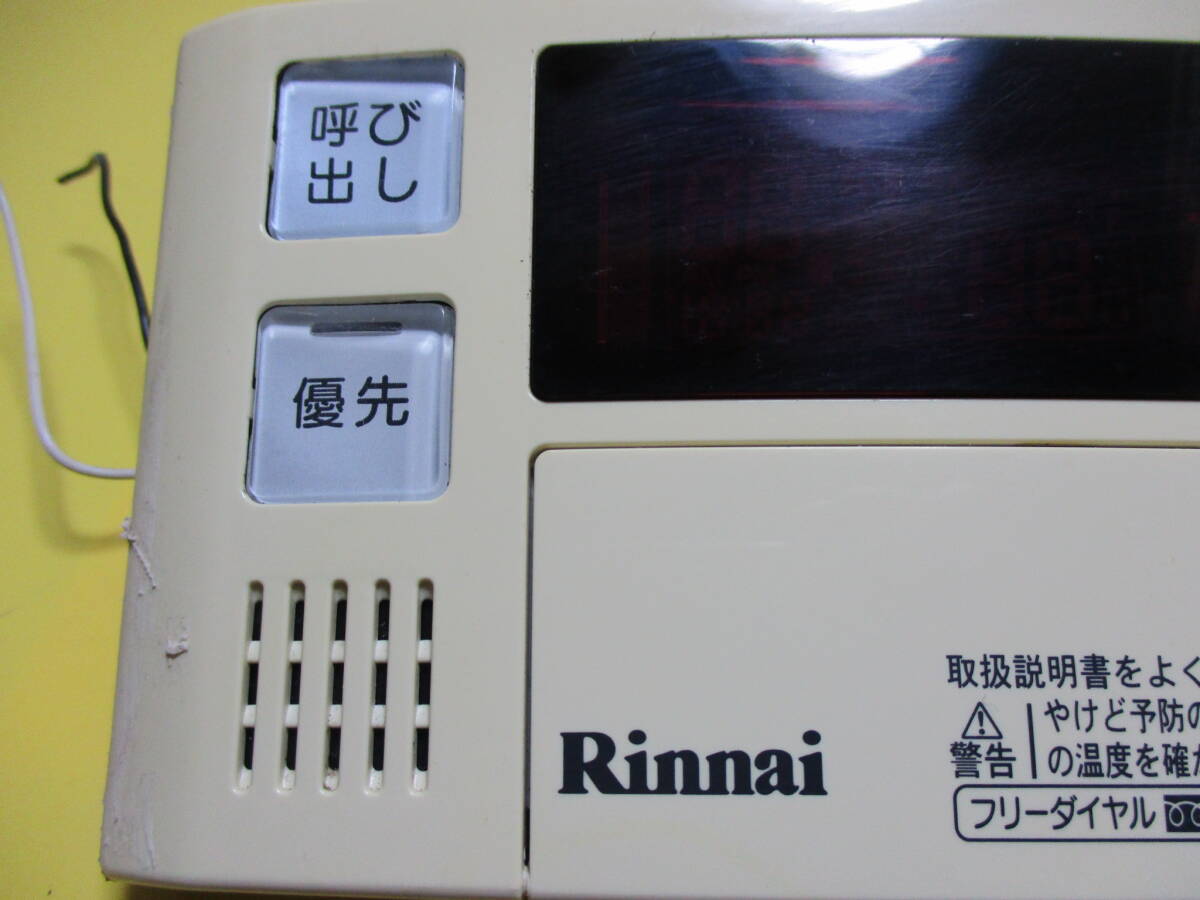 呼び
出し
優先
Rinnai
取扱説明書をよく
警告
やけど予防の
の温度を確
フリーダイヤル